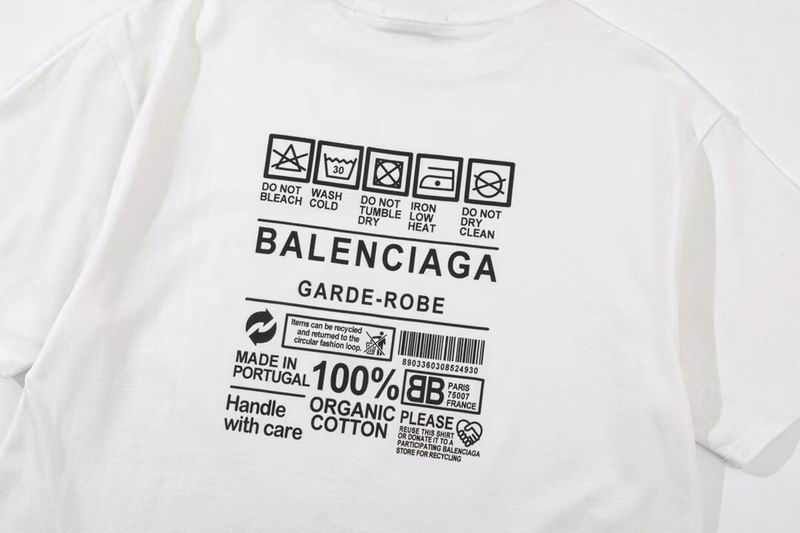 30
DO NOT
BLEACH
WASH
COLD
DO NOT
TUMBLE
DRY
IRON
LOW
HEAT
DO NOT
DRY
CLEAN
BALENCIAGA
GARDE-ROBE
Items can be recycled
and returned to the
circular fashion loop.
8903360308524930
MADE IN
PORTUGAL
100%
ORGANIC
COTTON
BB
PARIS
75007
FRANCE
Handle
with care
PLEASE
REUSE THIS SHIRT
OR DONATE IT TO A
PARTICIPATING BALENCIAGA
STORE FOR RECYCLING